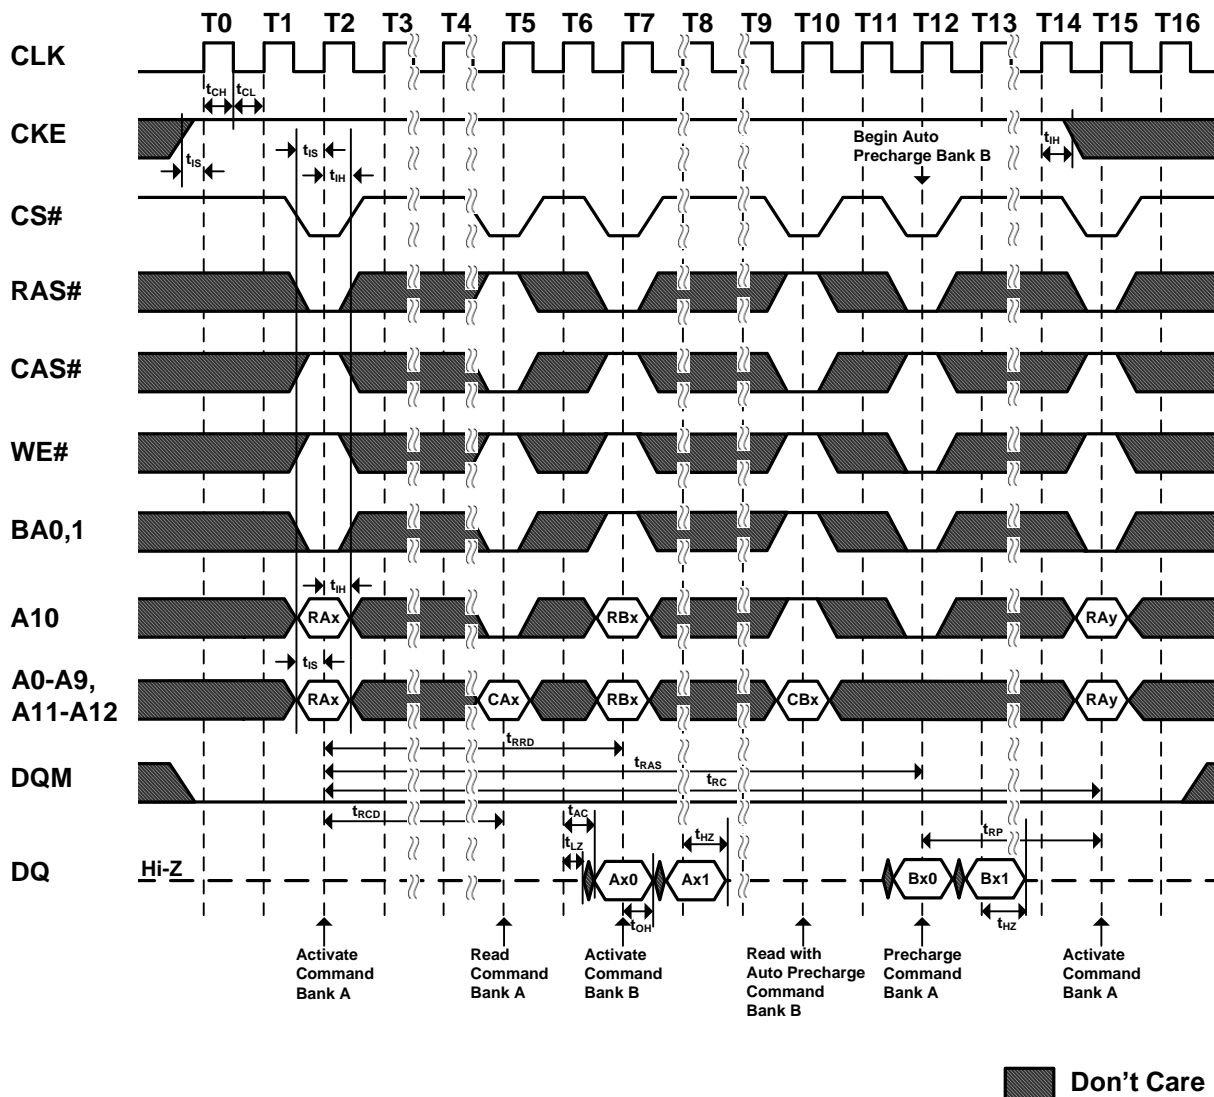 T0 T1 T2 T3 T4 T5 T6 T7 T8 T9 T10 T11 T12 T13 T14 T15 T16
CLK
tCH tCL
CKE
tIS
tIS
tIH
Begin Auto
Precharge Bank B
tIH
CS#
RAS#
CAS#
WE#
BA0,1
tIH
A10
RAx RBx RAy
tIS
A0-A9,
A11-A12
RAx CAx RBx CBx RAy
tRRD
tRAS
DQM
tRC
tRCD
tAC
tHZ
tRP
tLZ
DQ
Hi-Z
Ax0 Ax1 Bx0 Bx1
tOH
tHZ
Activate
Command
Bank A
Read
Command
Bank A
Activate
Command
Bank B
Read with
Auto Precharge
Command
Bank B
Precharge
Command
Bank A
Activate
Command
Bank A
Don't Care